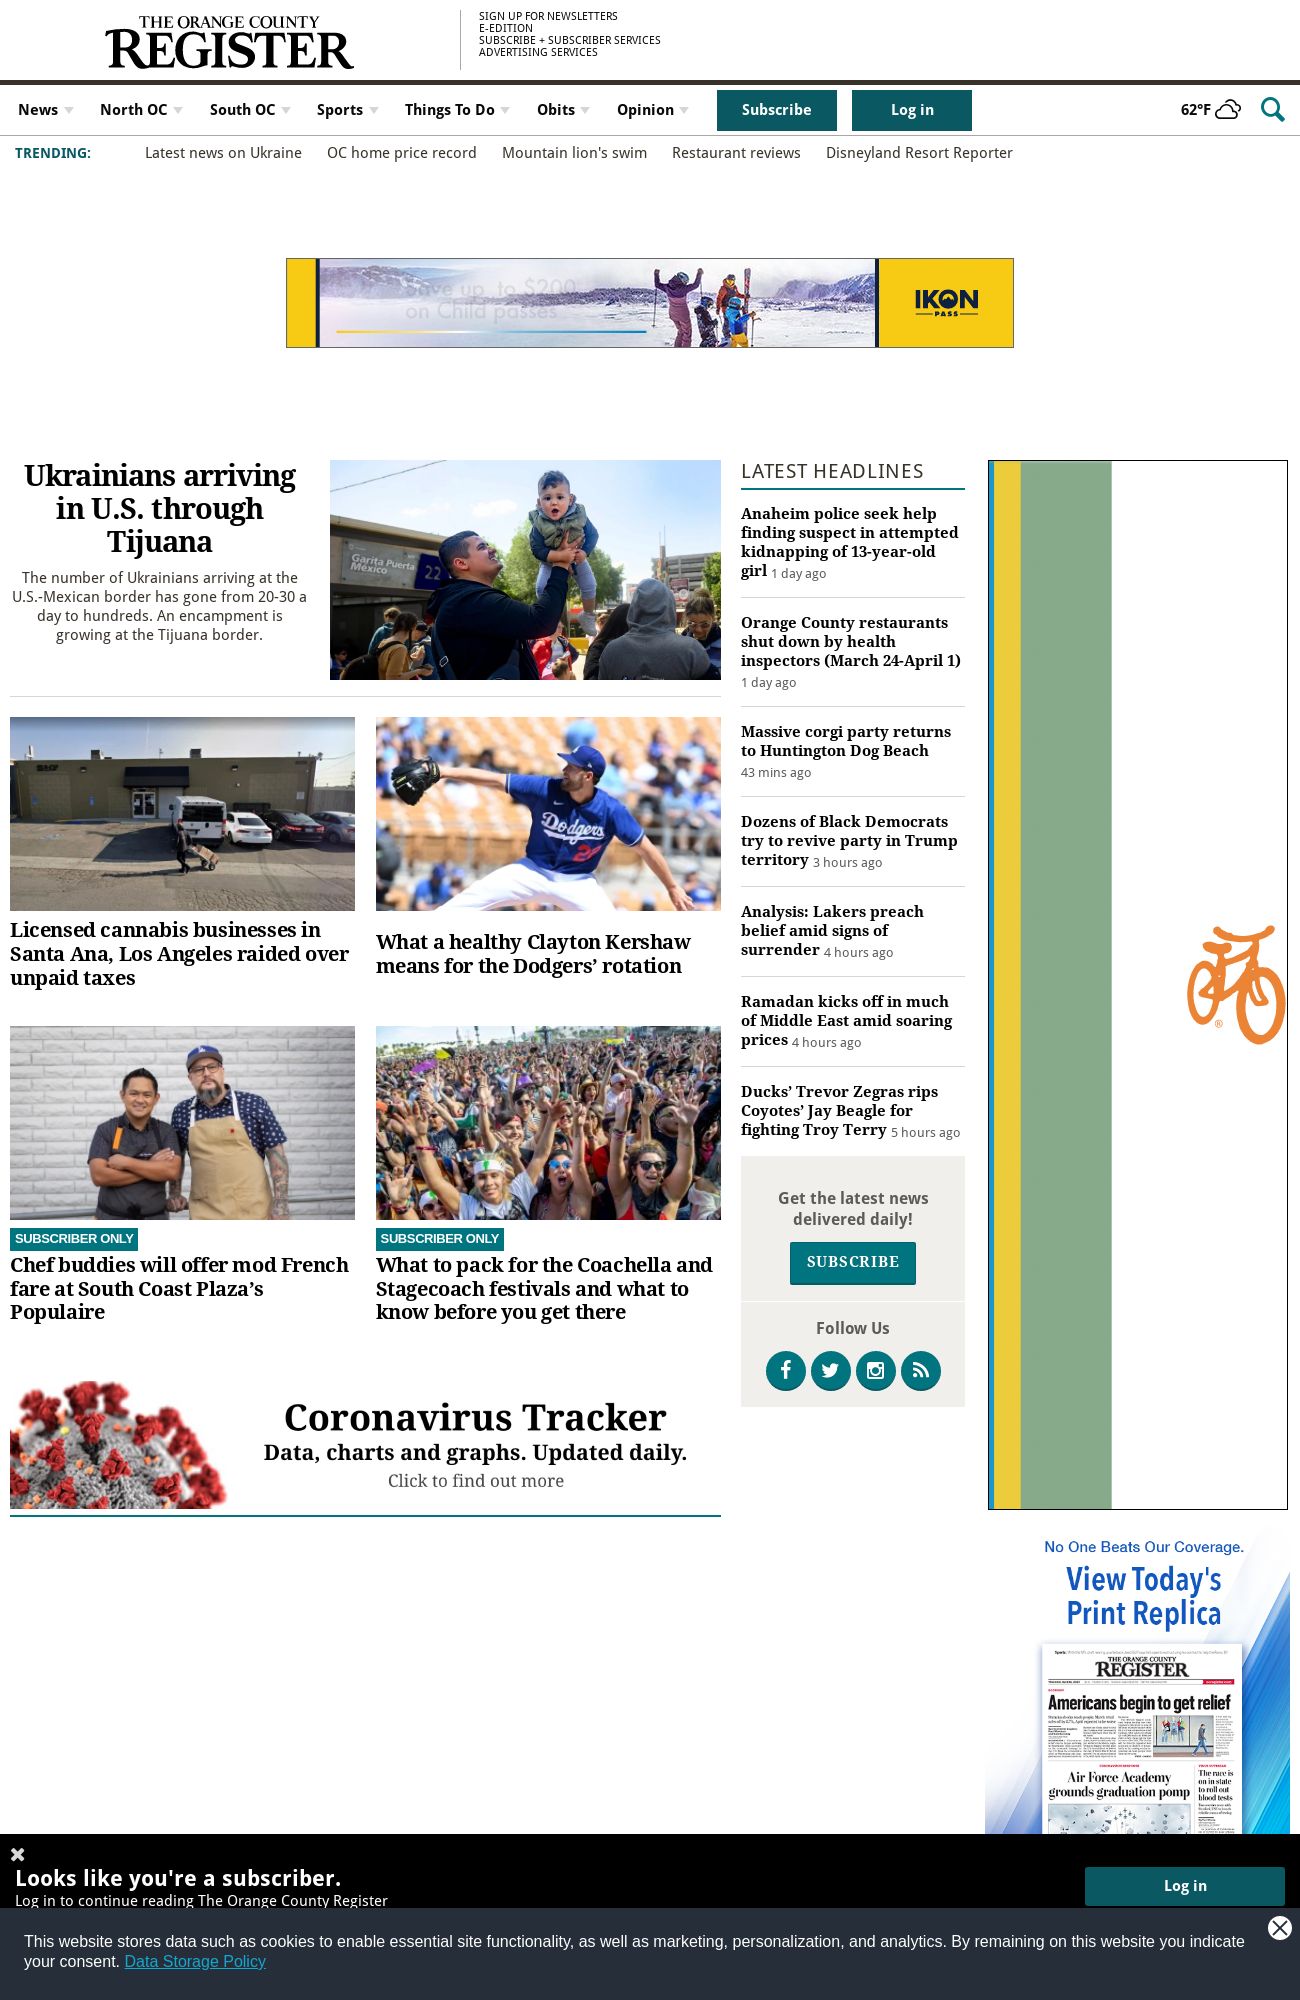 THE ORANGE COUNTY
REGISTER
SIGN UP FOR NEWSLETTERS
E-EDITION
SUBSCRIBE + SUBSCRIBER SERVICES
ADVERTISING SERVICES
News
North OC
South OC
Sports
Things To Do
Obits
Opinion
Subscribe
Log in
62°F
TRENDING:
Latest news on Ukraine
OC home price record
Mountain lion's swim
Restaurant reviews
Disneyland Resort Reporter
Save up to $200
on Child passes.
IKON
PASS
Ukrainians arriving
in U.S. through
Tijuana
The number of Ukrainians arriving at the
U.S.-Mexican border has gone from 20-30 a
day to hundreds. An encampment is
growing at the Tijuana border.
Garita Puerta
Mexico
22
Licensed cannabis businesses in
Santa Ana, Los Angeles raided over
unpaid taxes
Dodgers
What a healthy Clayton Kershaw
means for the Dodgers’ rotation
SUBSCRIBER ONLY
Chef buddies will offer mod French
fare at South Coast Plaza’s
Populaire
SUBSCRIBER ONLY
What to pack for the Coachella and
Stagecoach festivals and what to
know before you get there
Coronavirus Tracker
Data, charts and graphs. Updated daily.
Click to find out more
LATEST HEADLINES
Anaheim police seek help
finding suspect in attempted
kidnapping of 13-year-old
girl 1 day ago
Orange County restaurants
shut down by health
inspectors (March 24-April 1)
1 day ago
Massive corgi party returns
to Huntington Dog Beach
43 mins ago
Dozens of Black Democrats
try to revive party in Trump
territory 3 hours ago
Analysis: Lakers preach
belief amid signs of
surrender 4 hours ago
Ramadan kicks off in much
of Middle East amid soaring
prices 4 hours ago
Ducks’ Trevor Zegras rips
Coyotes’ Jay Beagle for
fighting Troy Terry 5 hours ago
Get the latest news
delivered daily!
SUBSCRIBE
Follow Us
®
No One Beats Our Coverage.
View Today's
Print Replica
THE ORANGE COUNTY
REGISTER
Americans begin to get relief
Air Force Academy
grounds graduation pomp
The race is
on in state
to roll out
blood tests
Looks like you're a subscriber.
Log in to continue reading The Orange County Register
Log in
This website stores data such as cookies to enable essential site functionality, as well as marketing, personalization, and analytics. By remaining on this website you indicate
your consent. Data Storage Policy